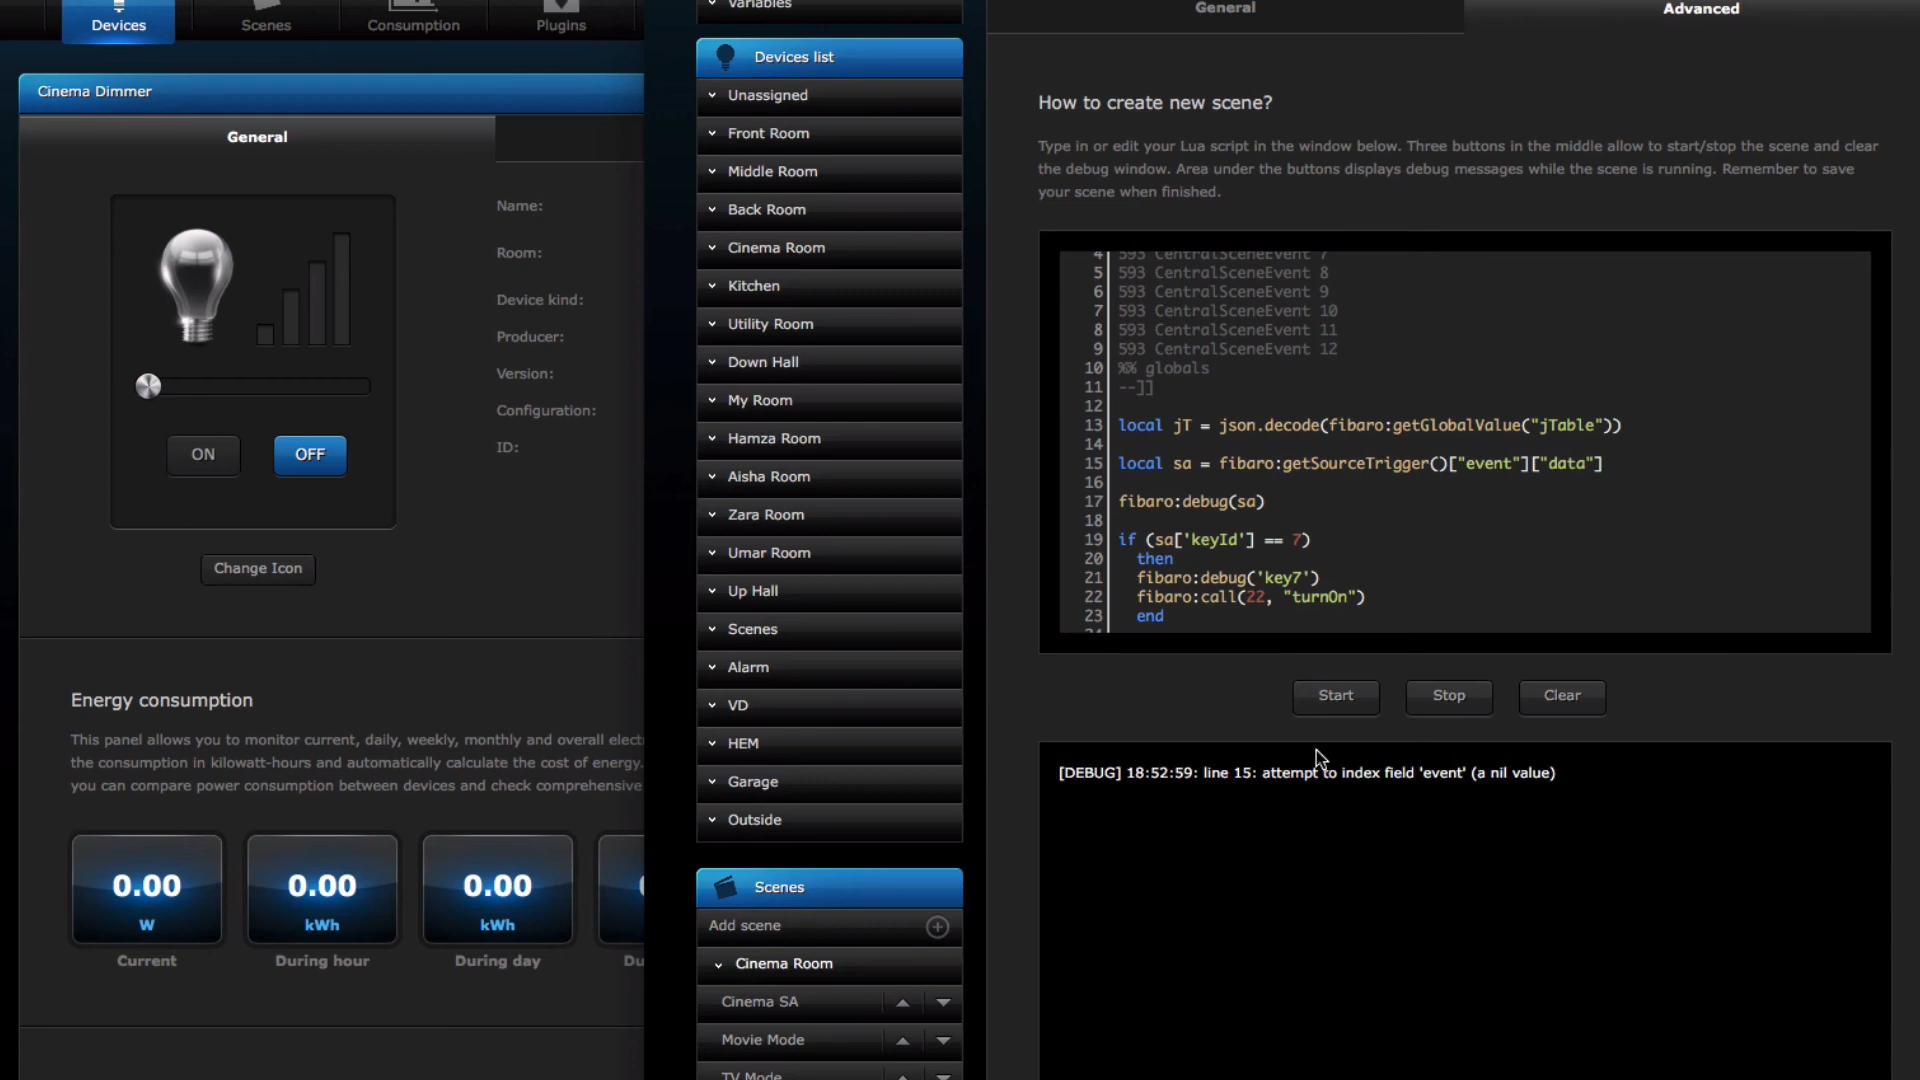 Devices
Scenes
Consumption
Plugins
Cinema Dimmer
General
Name:
Room:
Device kind:
Producer:
Version:
Configuration:
ID:
ON
OFF
Change Icon
Energy consumption
This panel allows you to monitor current, daily, weekly, monthly and overall elect
the consumption in kilowatt-hours and automatically calculate the cost of energy.
you can compare power consumption between devices and check comprehensive
0.00
W
Current
0.00
kWh
During hour
0.00
kWh
During day
Du
Variables
Devices list
Unassigned
Front Room
Middle Room
Back Room
Cinema Room
Kitchen
Utility Room
Down Hall
My Room
Hamza Room
Aisha Room
Zara Room
Umar Room
Up Hall
Scenes
Alarm
VD
HEM
Garage
Outside
Scenes
Add scene
Cinema Room
Cinema SA
Movie Mode
TV Mode
General
Advanced
How to create new scene?
Type in or edit your Lua script in the window below. Three buttons in the middle allow to start/stop the scene and clear
the debug window. Area under the buttons displays debug messages while the scene is running. Remember to save
your scene when finished.
4 593 CentralSceneEvent 7
5 593 CentralSceneEvent 8
6 593 CentralSceneEvent 9
7 593 CentralSceneEvent 10
8 593 CentralSceneEvent 11
9 593 CentralSceneEvent 12
10 %% globals
11 --]]
12
13 local jT = json.decode(fibaro:getGlobalValue("jTable"))
14
15 local sa = fibaro:getSourceTrigger()["event"]["data"]
16
17 fibaro:debug(sa)
18
19 if (sa['keyId'] == 7)
20 then
21 fibaro:debug('key7')
22 fibaro:call(22, "turnOn")
23 end
24
Start
Stop
Clear
[DEBUG] 18:52:59: line 15: attempt to index field 'event' (a nil value)